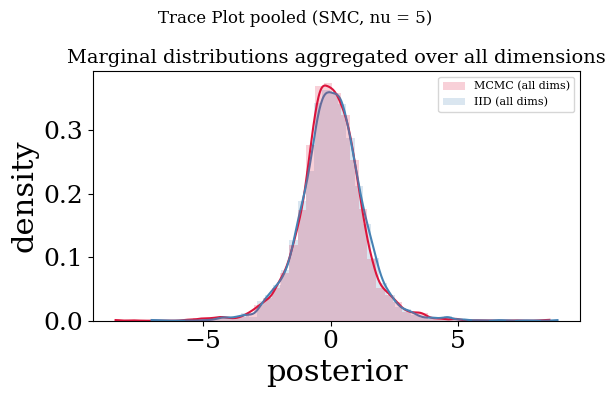 Trace Plot pooled (SMC, nu = 5)
Marginal distributions aggregated over all dimensions
MCMC (all dims)
IID (all dims)
density
0.3
0.2
0.1
0.0
−5
0
5
posterior